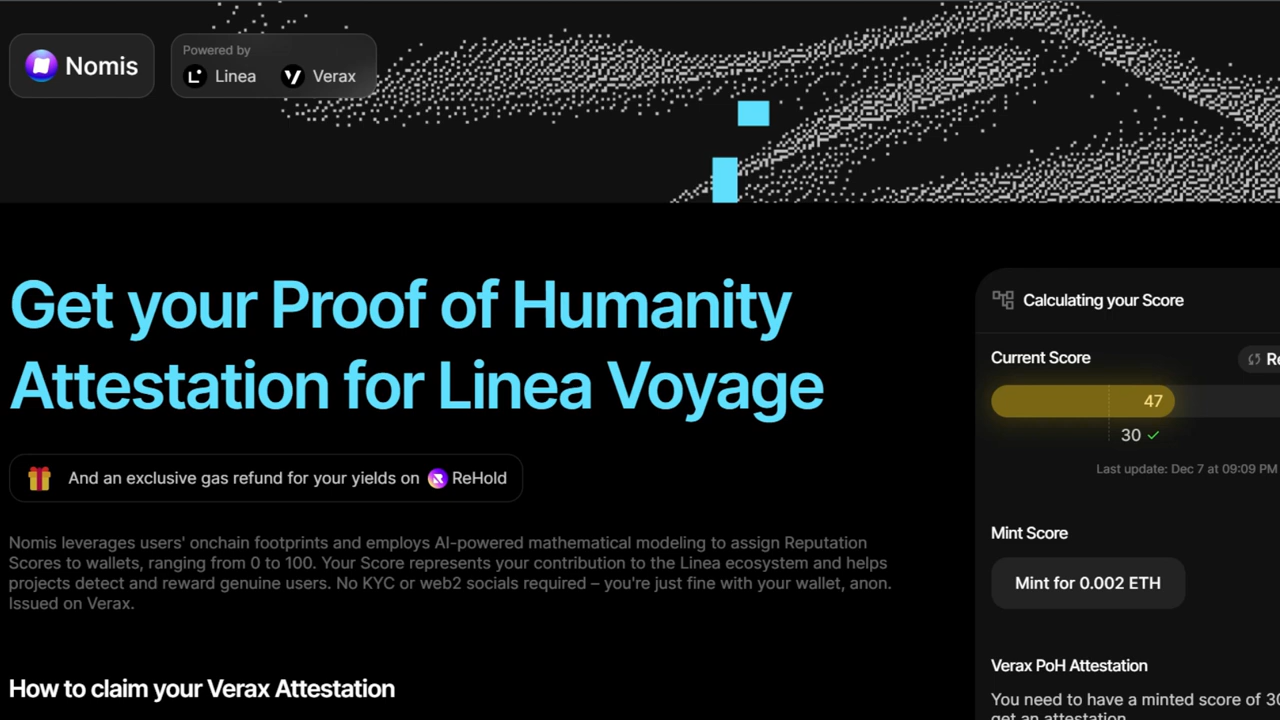 Nomis
Powered by
Linea
Verax
Get your Proof of Humanity
Attestation for Linea Voyage
And an exclusive gas refund for your yields on ReHold
Nomis leverages users' onchain footprints and employs AI-powered mathematical modeling to assign Reputation
Scores to wallets, ranging from 0 to 100. Your Score represents your contribution to the Linea ecosystem and helps
projects detect and reward genuine users. No KYC or web2 socials required – you're just fine with your wallet, anon.
Issued on Verax.
How to claim your Verax Attestation
Calculating your Score
Current Score
47
30
Last update: Dec 7 at 09:09 PM
Mint Score
Mint for 0.002 ETH
Verax PoH Attestation
You need to have a minted score of 30
get an attestation